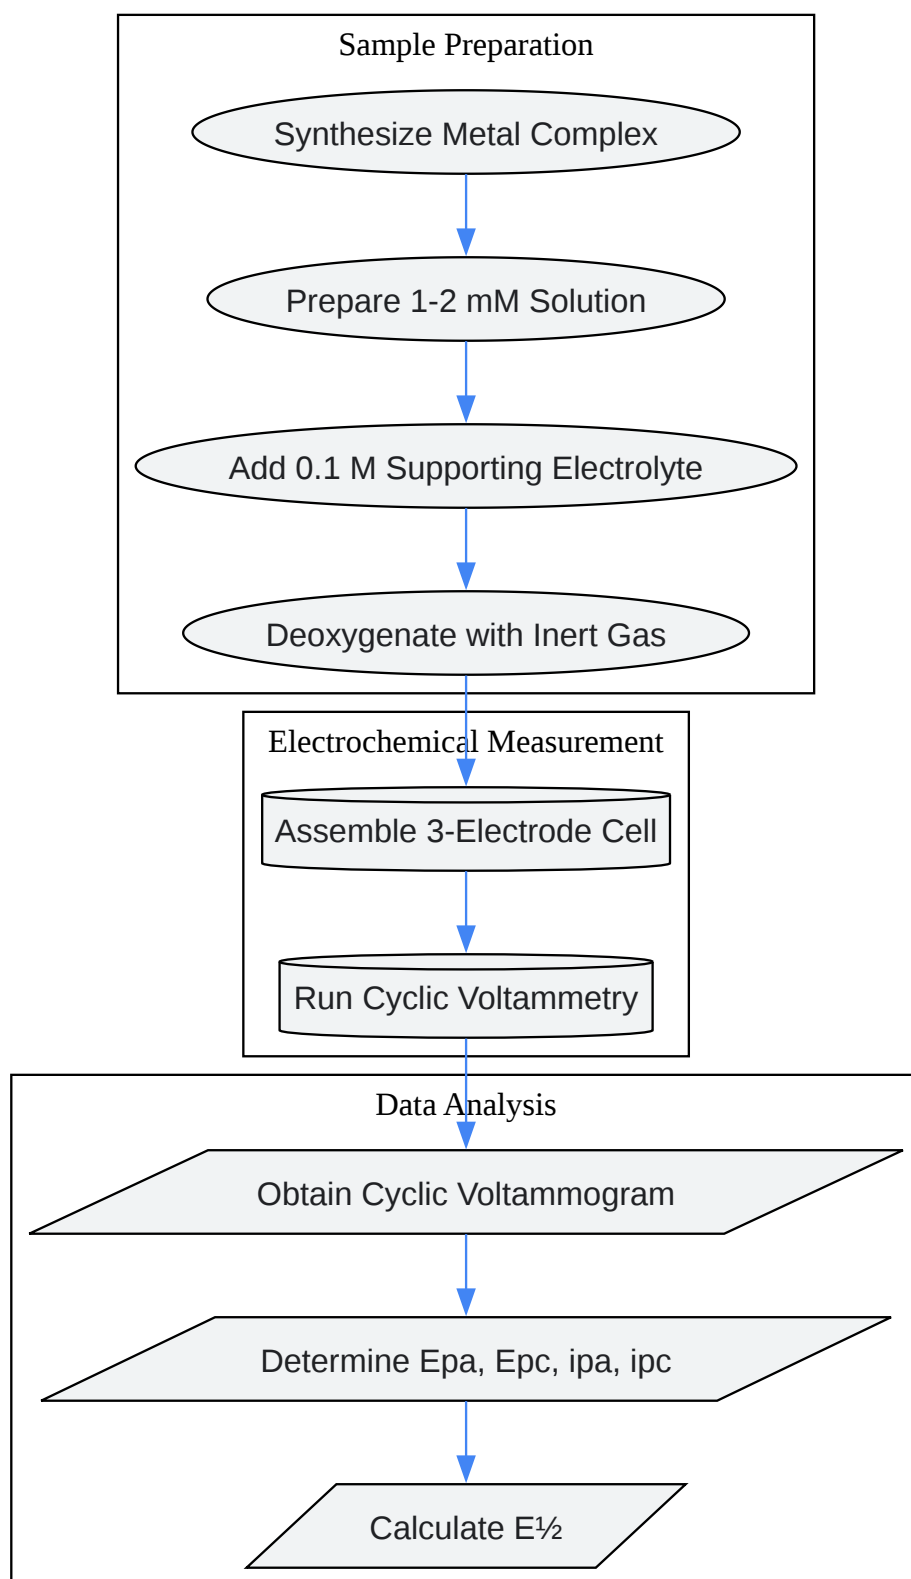 Sample Preparation
Synthesize Metal Complex
Prepare 1-2 mM Solution
Add 0.1 M Supporting Electrolyte
Deoxygenate with Inert Gas
Electrochemical Measurement
Assemble 3-Electrode Cell
Run Cyclic Voltammetry
Data Analysis
Obtain Cyclic Voltammogram
Determine Epa, Epc, ipa, ipc
Calculate E½